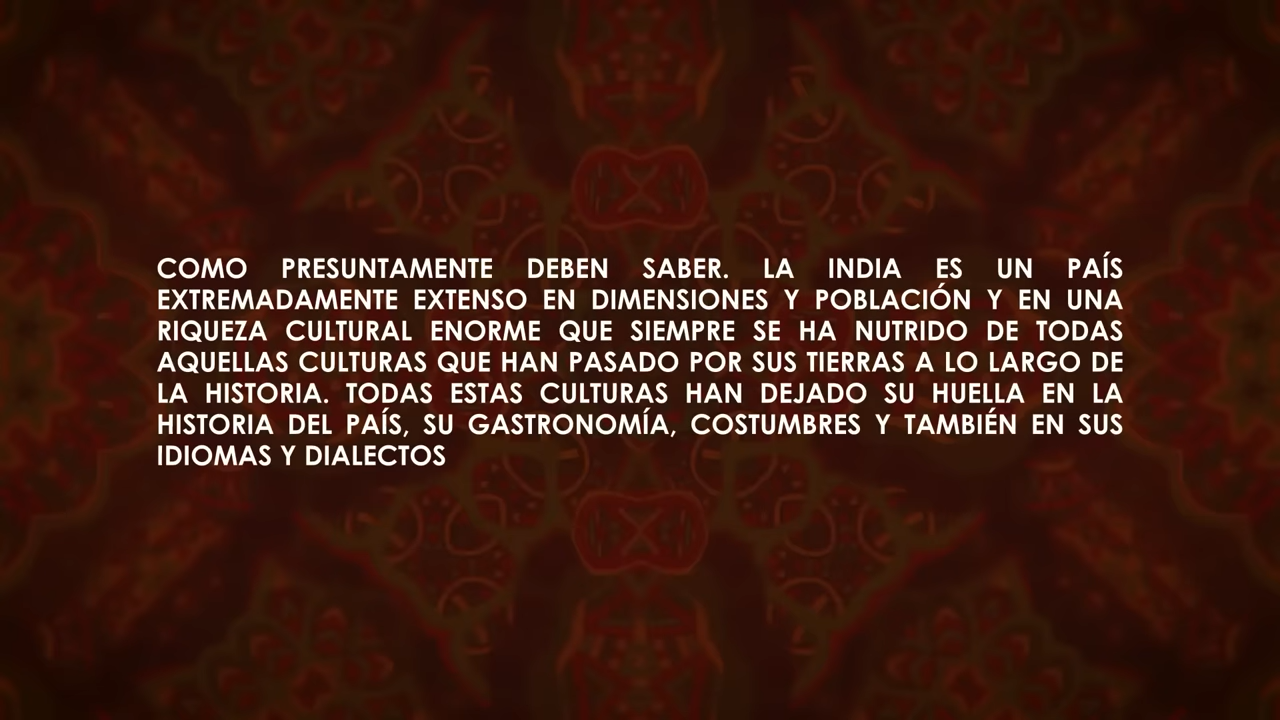 COMO PRESUNTAMENTE DEBEN SABER. LA INDIA ES UN PAÍS
EXTREMADAMENTE EXTENSO EN DIMENSIONES Y POBLACIÓN Y EN UNA
RIQUEZA CULTURAL ENORME QUE SIEMPRE SE HA NUTRIDO DE TODAS
AQUELLAS CULTURAS QUE HAN PASADO POR SUS TIERRAS A LO LARGO DE
LA HISTORIA. TODAS ESTAS CULTURAS HAN DEJADO SU HUELLA EN LA
HISTORIA DEL PAÍS, SU GASTRONOMÍA, COSTUMBRES Y TAMBIÉN EN SUS
IDIOMAS Y DIALECTOS